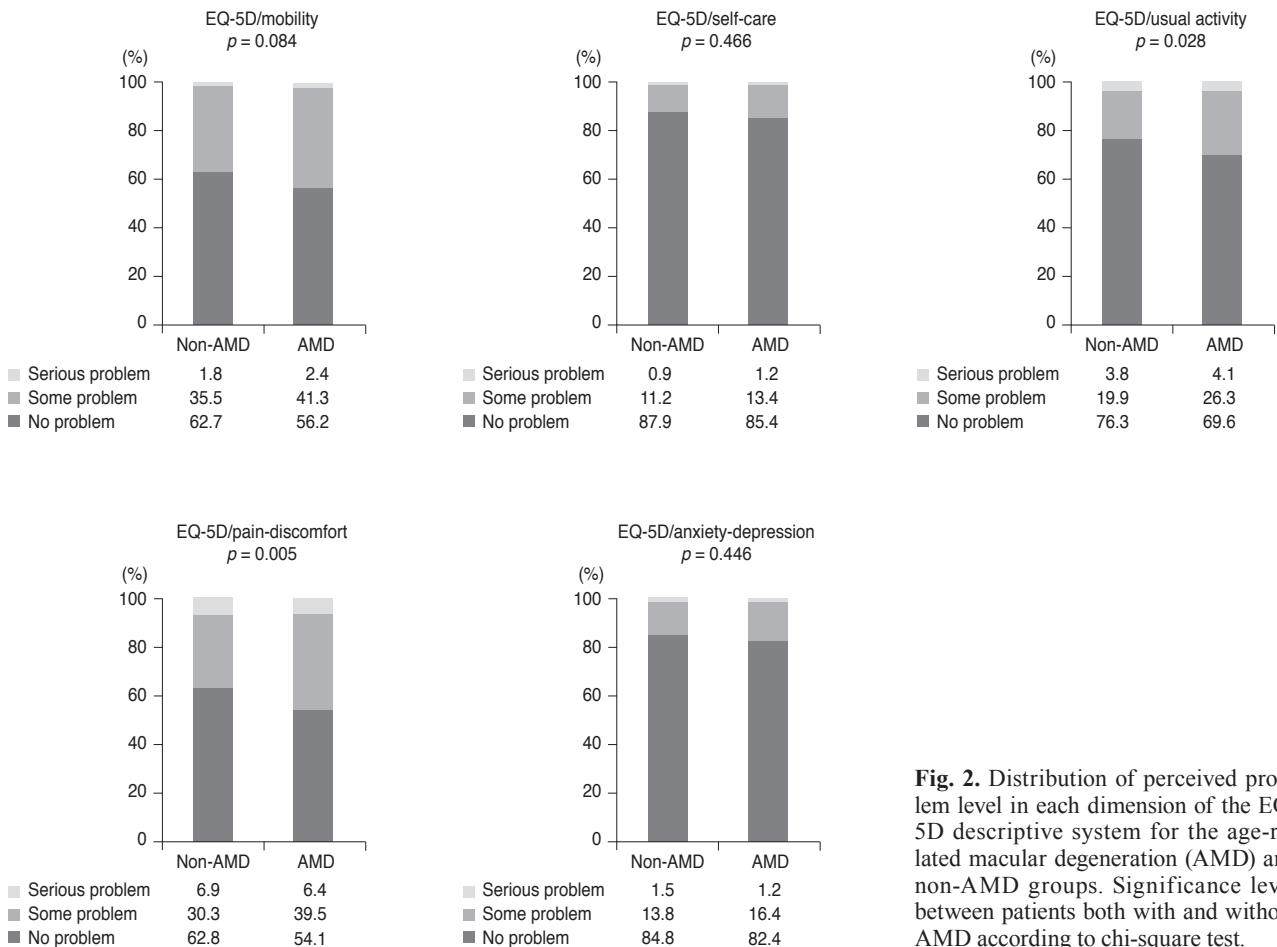 EQ-5D/mobility
p = 0.084
(%)
100
80
60
40
20
0
Non-AMD AMD
Serious problem 1.8 2.4
Some problem 35.5 41.3
No problem 62.7 56.2
EQ-5D/self-care
p = 0.466
(%)
100
80
60
40
20
0
Non-AMD AMD
Serious problem 0.9 1.2
Some problem 11.2 13.4
No problem 87.9 85.4
EQ-5D/usual activity
p = 0.028
(%)
100
80
60
40
20
0
Non-AMD AMD
Serious problem 3.8 4.1
Some problem 19.9 26.3
No problem 76.3 69.6
EQ-5D/pain-discomfort
p = 0.005
(%)
100
80
60
40
20
0
Non-AMD AMD
Serious problem 6.9 6.4
Some problem 30.3 39.5
No problem 62.8 54.1
EQ-5D/anxiety-depression
p = 0.446
(%)
100
80
60
40
20
0
Non-AMD AMD
Serious problem 1.5 1.2
Some problem 13.8 16.4
No problem 84.8 82.4
Fig. 2. Distribution of perceived pro
lem level in each dimension of the EQ
5D descriptive system for the age-r
lated macular degeneration (AMD) an
non-AMD groups. Significance lev
between patients both with and witho
AMD according to chi-square test.